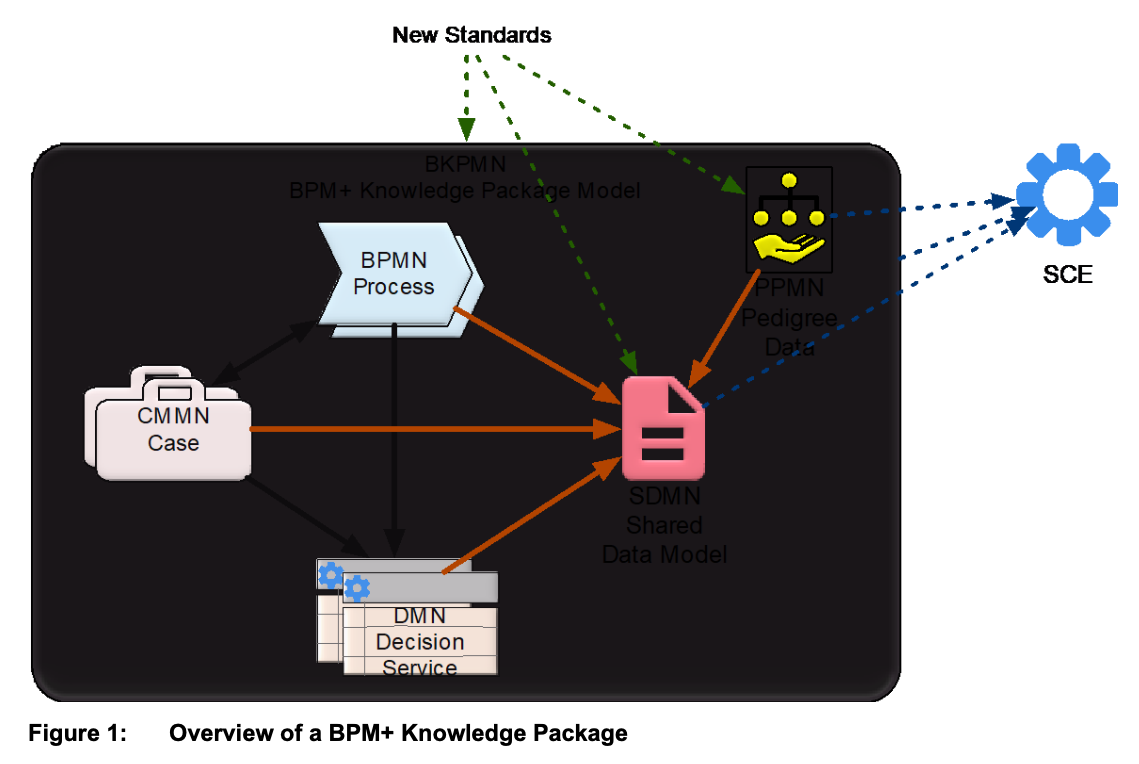 New Standards
BKPMN
BPM+ Knowledge Package Model
BPMN
Process
PPMN
Pedigree
Data
SCE
CMMN
Case
SDMN
Shared
Data Model
DMN
Decision
Service
Figure 1: Overview of a BPM+ Knowledge Package